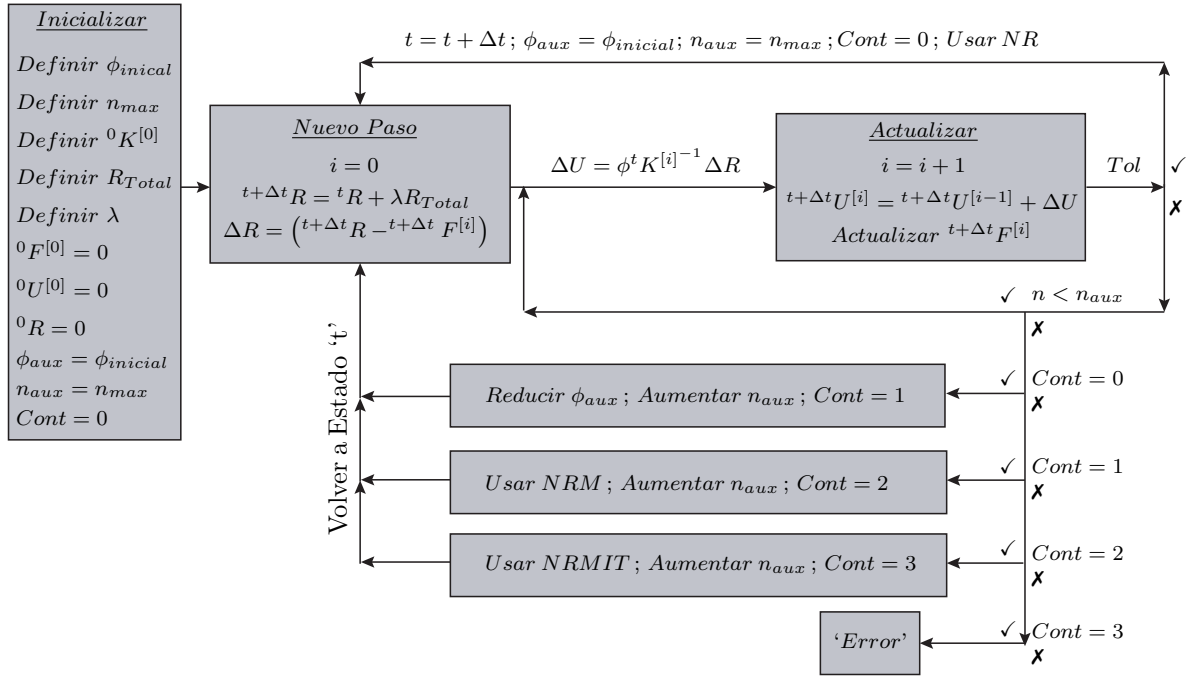 Inicializar
Definir ϕ_{inical}
Definir n_{max}
Definir ^{0}K^{[0]}
Definir R_{Total}
Definir λ
^{0}F^{[0]} = 0
^{0}U^{[0]} = 0
^{0}R = 0
ϕ_{aux} = ϕ_{inicial}
n_{aux} = n_{max}
Cont = 0
t = t + Δt ; ϕ_{aux} = ϕ_{inicial}; n_{aux} = n_{max} ; Cont = 0 ; Usar NR
Nuevo Paso
i = 0
^{t+Δt}R = ^{t}R + λR_{Total}
ΔR = (^{t+Δt}R −^{t+Δt} F^{[i]})
ΔU = ϕ^{t}K^{[i]^{-1}}ΔR
Actualizar
i = i + 1
^{t+Δt}U^{[i]} = ^{t+Δt}U^{[i−1]} + ΔU
Actualizar ^{t+Δt}F^{[i]}
Tol
✓
✗
✓ n < n_{aux}
✗
Volver a Estado ‘t’
Reducir ϕ_{aux} ; Aumentar n_{aux} ; Cont = 1
✓ Cont = 0
✗
Usar NRM ; Aumentar n_{aux} ; Cont = 2
✓ Cont = 1
✗
Usar NRMIT ; Aumentar n_{aux} ; Cont = 3
✓ Cont = 2
✗
‘Error’
✓ Cont = 3
✗